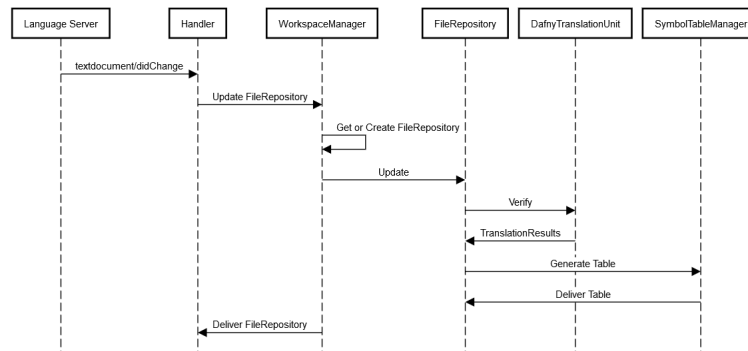 Language Server
Handler
WorkspaceManager
FileRepository
DafnyTranslationUnit
SymbolTableManager
textdocument/didChange
Update FileRepository
Get or Create FileRepository
Update
Verify
TranslationResults
Generate Table
Deliver Table
Deliver FileRepository